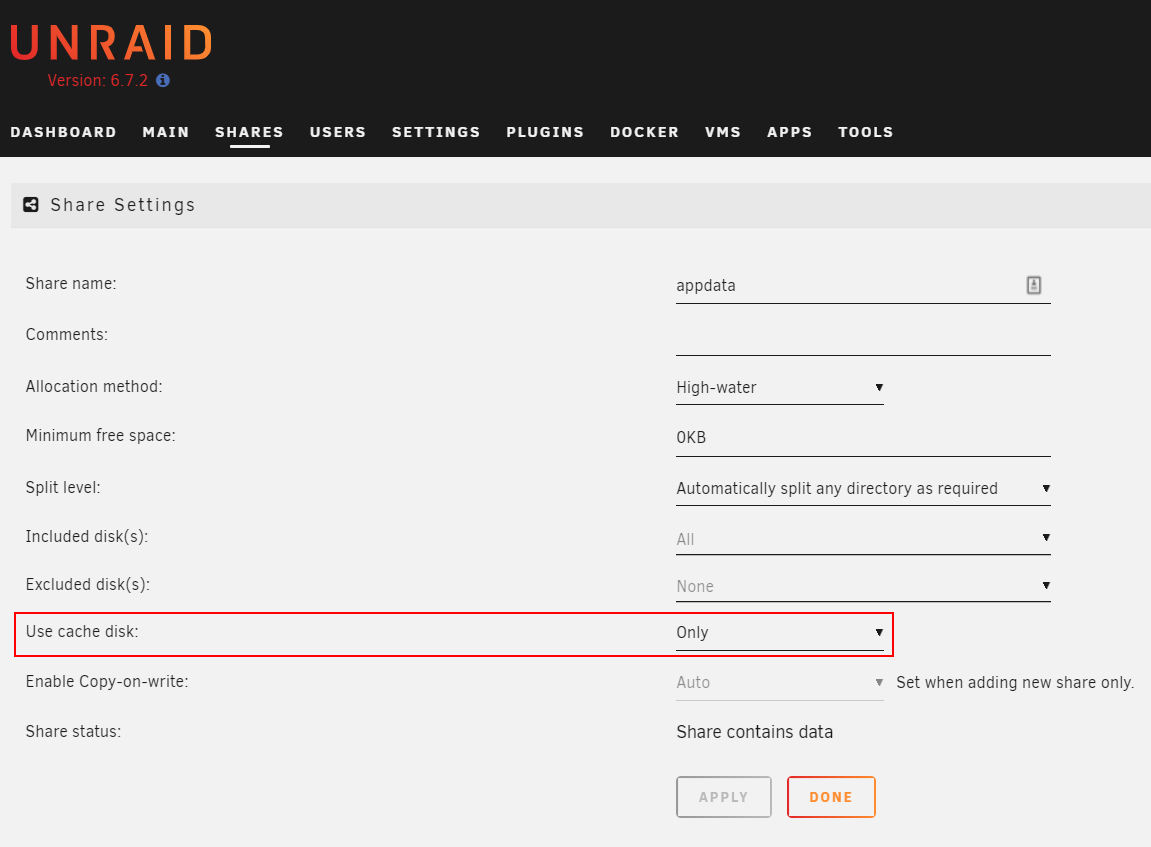 UNRAID
Version: 6.7.2
DASHBOARD MAIN SHARES USERS SETTINGS PLUGINS DOCKER VMS APPS TOOLS
Share Settings
Share name: appdata
Comments:
Allocation method: High-water
Minimum free space: 0KB
Split level: Automatically split any directory as required
Included disk(s): All
Excluded disk(s): None
Use cache disk: Only
Enable Copy-on-write: Auto Set when adding new share only.
Share status: Share contains data
APPLY DONE